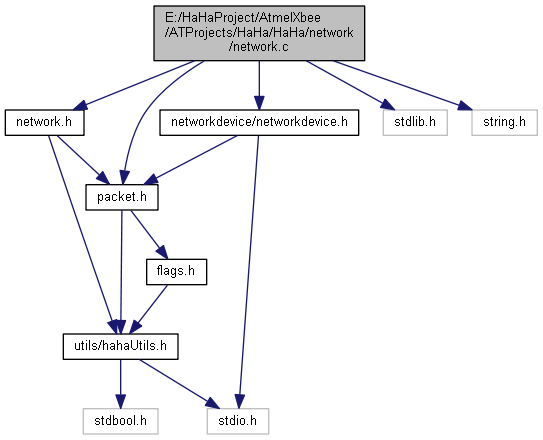 E:/HaHaProject/AtmelXbee
/ATProjects/HaHa/HaHa/network
/network.c
network.h
networkdevice/networkdevice.h
stdlib.h
string.h
packet.h
flags.h
utils/hahaUtils.h
stdbool.h
stdio.h